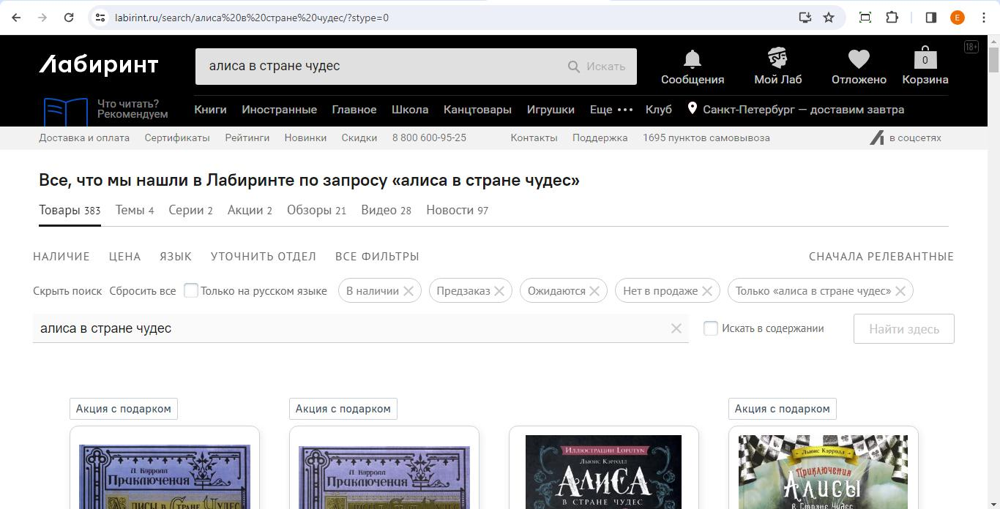 labirint.ru/search/алиса%20в%20стране%20чудес/?stype=0
E
Лабиринт
алиса в стране чудес
Искать
Сообщения
Мой Лаб
Отложено
0
Корзина
18+
Что читать?
Рекомендуем
Книги Иностранные Главное Школа Канцтовары Игрушки Еще ••• Клуб Санкт-Петербург — доставим завтра
Доставка и оплата Сертификаты Рейтинги Новинки Скидки 8 800 600-95-25 Контакты Поддержка 1695 пунктов самовывоза в соцсетях
Все, что мы нашли в Лабиринте по запросу «алиса в стране чудес»
Товары 383 Темы 4 Серии 2 Акции 2 Обзоры 21 Видео 28 Новости 97
НАЛИЧИЕ ЦЕНА ЯЗЫК УТОЧНИТЬ ОТДЕЛ ВСЕ ФИЛЬТРЫ СНАЧАЛА РЕЛЕВАНТНЫЕ
Скрыть поиск Сбросить все Только на русском языке В наличии Предзаказ Ожидаются Нет в продаже Только «алиса в стране чудес»
алиса в стране чудес Искать в содержании Найти здесь
Акция с подарком Акция с подарком Акция с подарком
Л. Кэрролл
Приключения
Алисы в Стране Чудес
Л. Кэрролл
Приключения
Алисы в Стране Чудес
Иллюстрации Loputyn
Льюис Кэрролл
Алиса
в Стране Чудес
Льюис Кэрролл
Приключения
Алисы
в Стране Чудес